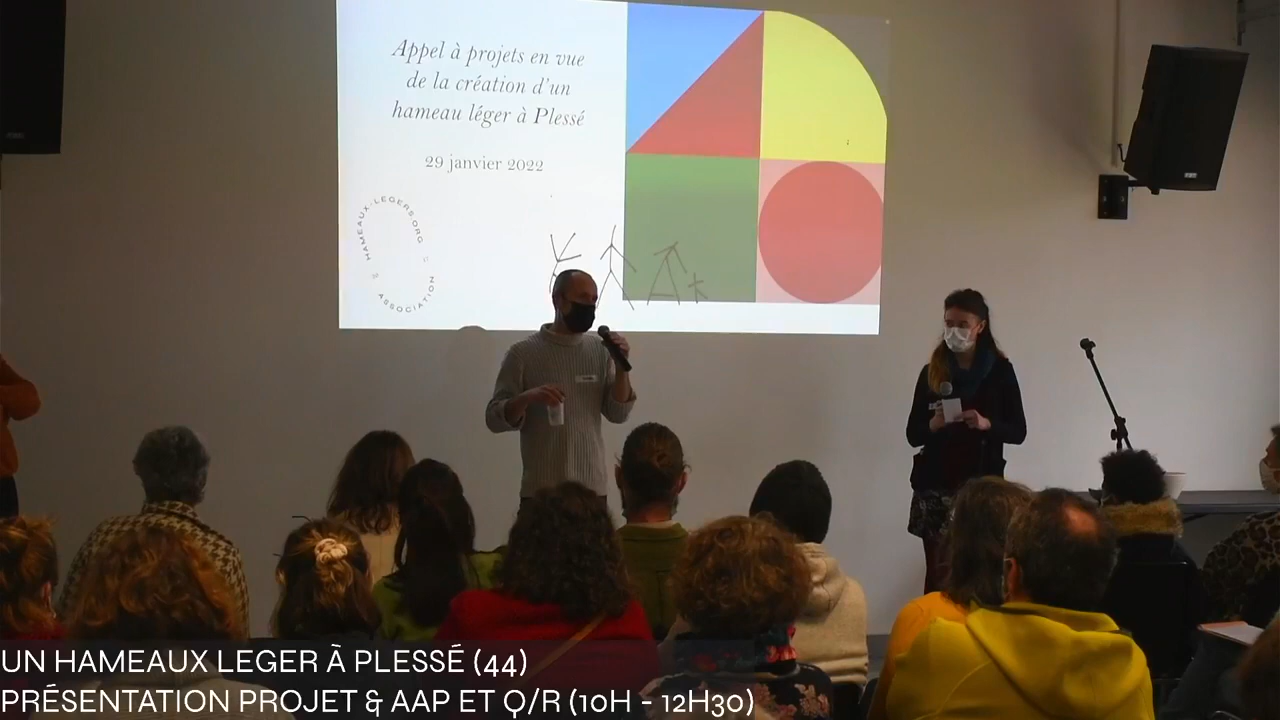 Appel à projets en vue
de la création d'un
hameau léger à Plessé
29 janvier 2022
HAMEAUX-LEGERS.ORG
ASSOCIATION
UN HAMEAUX LEGER À PLESSÉ (44)
PRÉSENTATION PROJET & AAP ET Q/R (10H - 12H30)